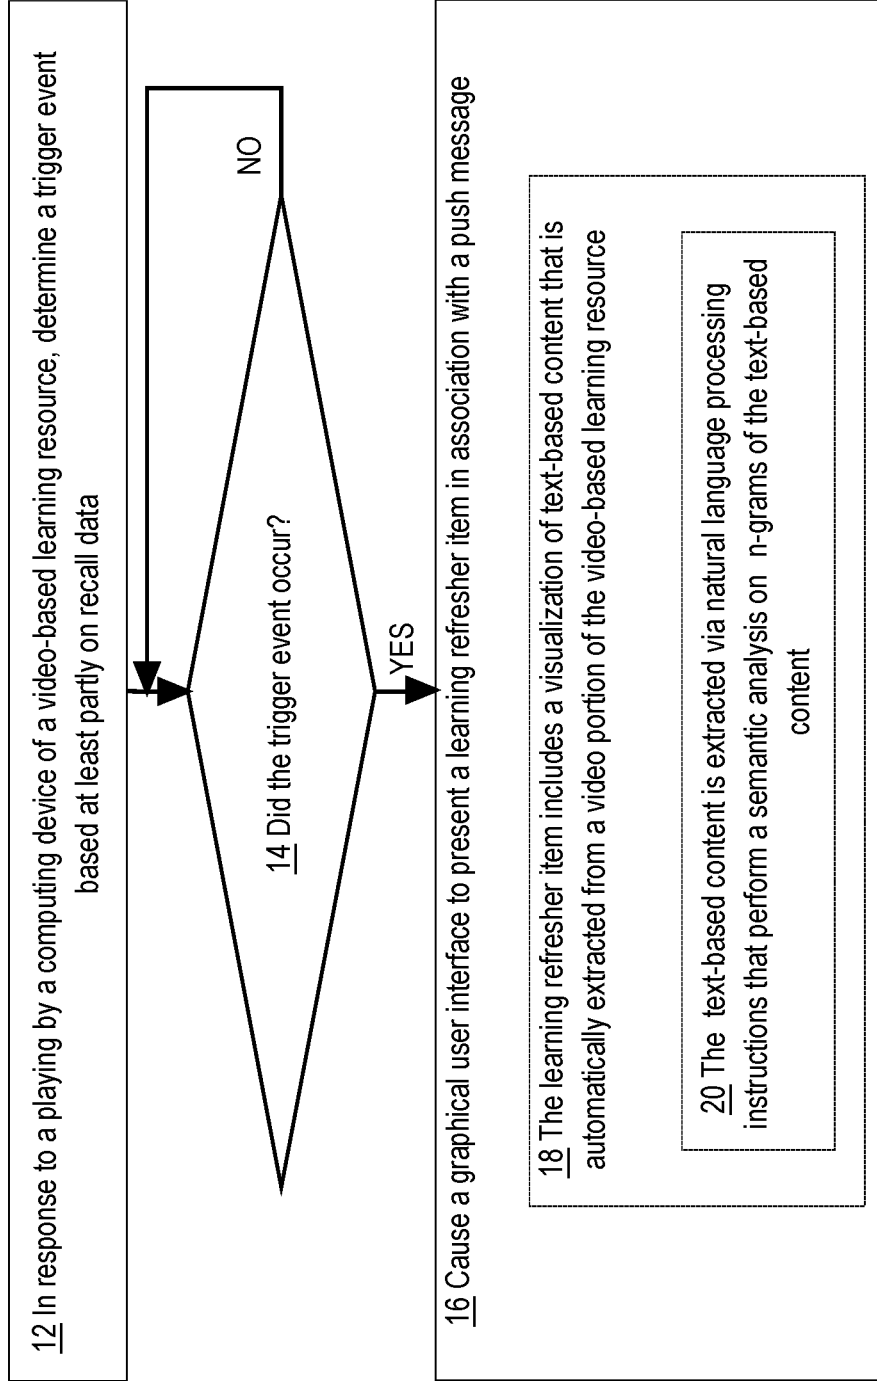 12 In response to a playing by a computing device of a video-based learning resource, determine a trigger event
based at least partly on recall data
NO
14 Did the trigger event occur?
YES
16 Cause a graphical user interface to present a learning refresher item in association with a push message
18 The learning refresher item includes a visualization of text-based content that is
automatically extracted from a video portion of the video-based learning resource
20 The text-based content is extracted via natural language processing
instructions that perform a semantic analysis on n-grams of the text-based
content